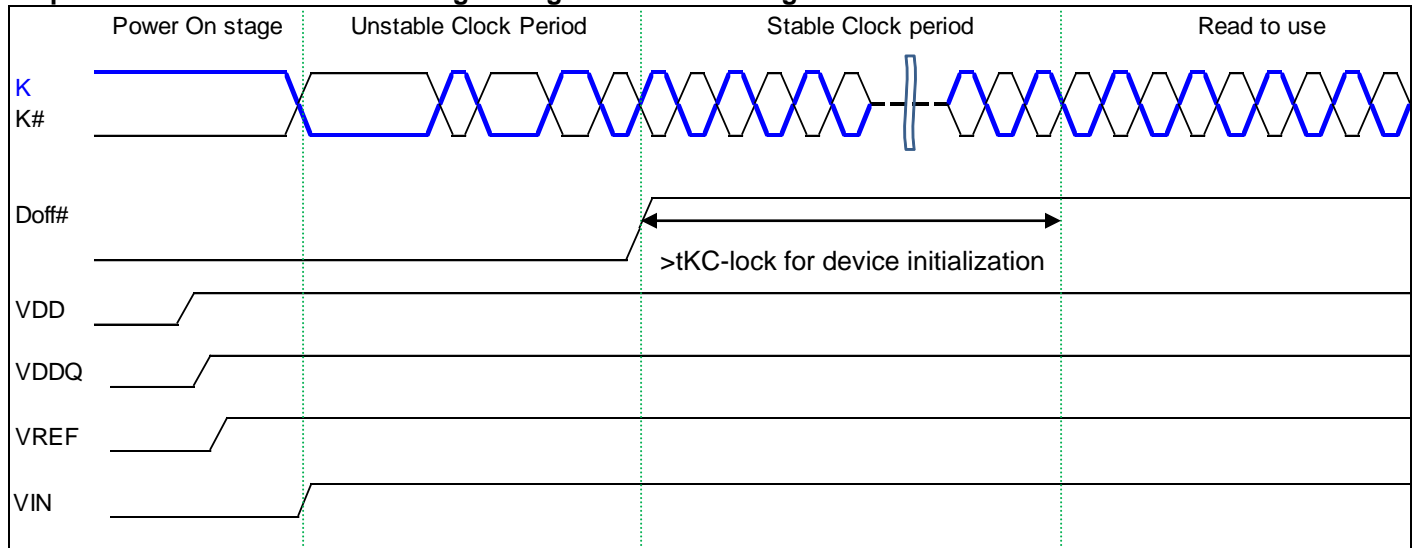 Power On stage Unstable Clock Period Stable Clock period Read to use
K
K#
Doff#
>tKC-lock for device initialization
VDD
VDDQ
VREF
VIN